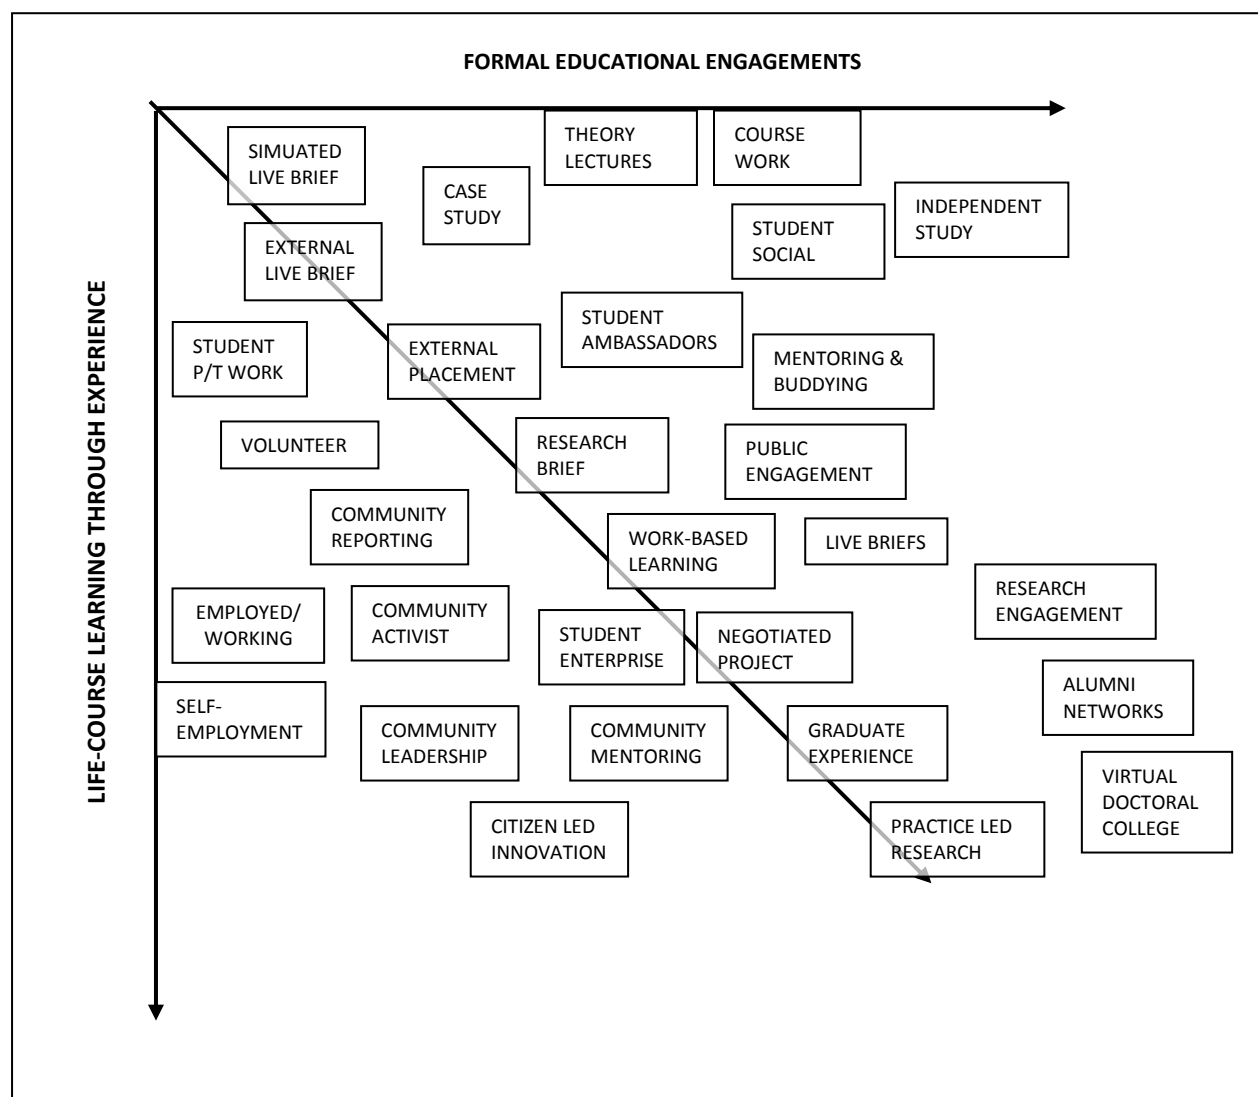 FORMAL EDUCATIONAL ENGAGEMENTS
LIFE-COURSE LEARNING THROUGH EXPERIENCE
SIMUATED
LIVE BRIEF
CASE
STUDY
THEORY
LECTURES
COURSE
WORK
INDEPENDENT
STUDY
STUDENT
SOCIAL
EXTERNAL
LIVE BRIEF
STUDENT
P/T WORK
EXTERNAL
PLACEMENT
STUDENT
AMBASSADORS
MENTORING &
BUDDYING
VOLUNTEER
RESEARCH
BRIEF
PUBLIC
ENGAGEMENT
COMMUNITY
REPORTING
WORK-BASED
LEARNING
LIVE BRIEFS
RESEARCH
ENGAGEMENT
EMPLOYED/
WORKING
COMMUNITY
ACTIVIST
STUDENT
ENTERPRISE
NEGOTIATED
PROJECT
ALUMNI
NETWORKS
SELF-
EMPLOYMENT
COMMUNITY
LEADERSHIP
COMMUNITY
MENTORING
GRADUATE
EXPERIENCE
VIRTUAL
DOCTORAL
COLLEGE
CITIZEN LED
INNOVATION
PRACTICE LED
RESEARCH